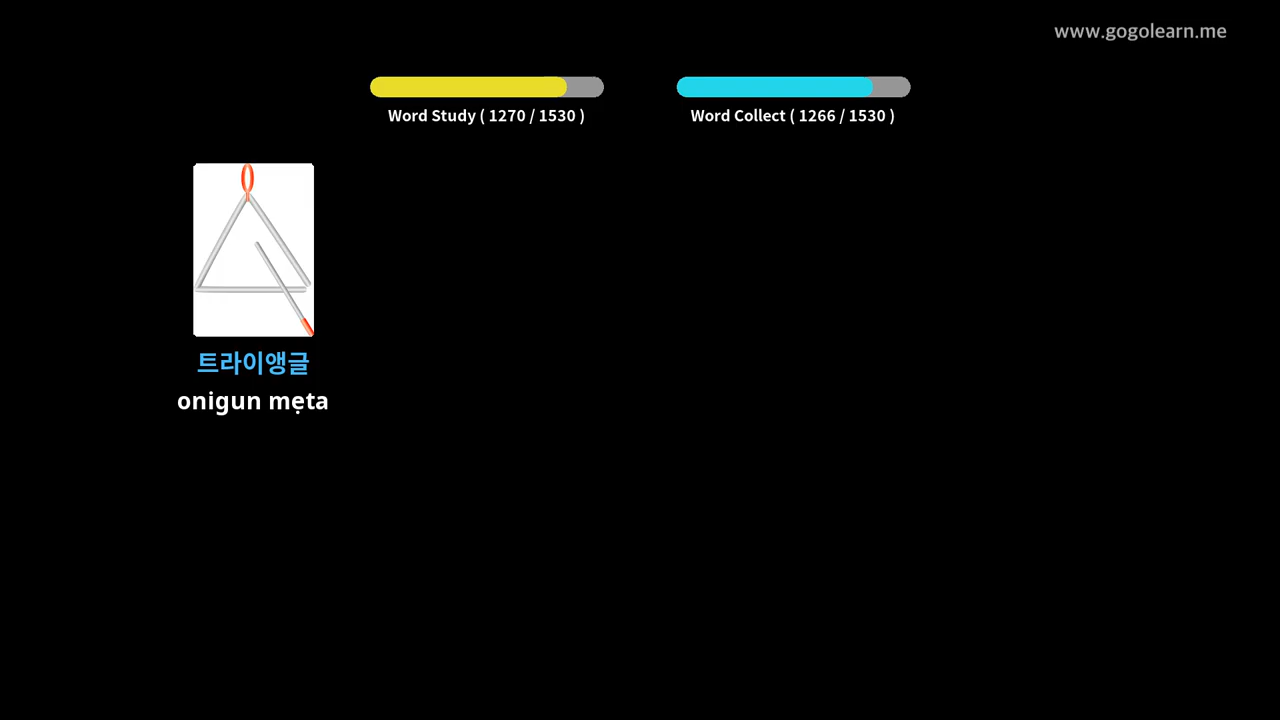 www.gogolearn.me
Word Study ( 1270 / 1530 )
Word Collect ( 1266 / 1530 )
트라이앵글
onigun mẹta